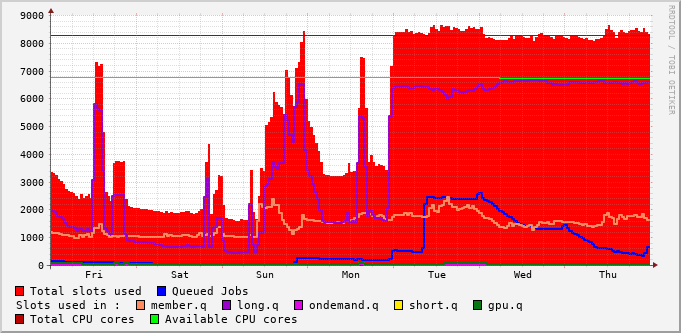 9000
8000
7000
6000
5000
4000
3000
2000
1000
0
Fri Sat Sun Mon Tue Wed Thu
RRDTOOL / TOBI OETIKER
Total slots used Queued Jobs
Slots used in : member.q long.q ondemand.q short.q gpu.q
Total CPU cores Available CPU cores